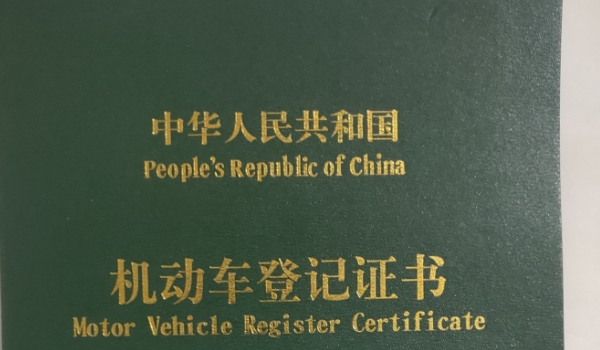 中华人民共和国
People's Republic of China
机动车登记证书
Motor Vehicle Register Certificate